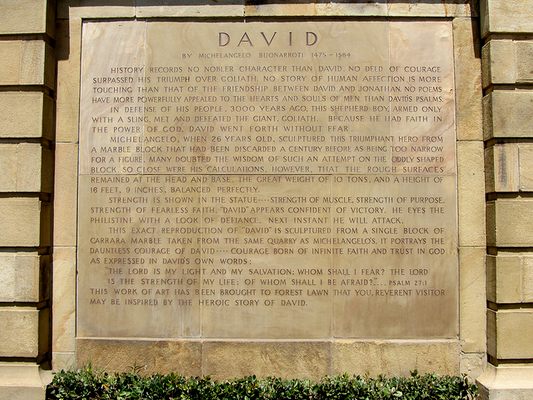 DAVID
BY MICHELANGELO BUONARROTI 1475-1564
HISTORY RECORDS NO NOBLER CHARACTER THAN DAVID, NO DEED OF COURAGE
SURPASSED HIS TRIUMPH OVER GOLIATH, NO STORY OF HUMAN AFFECTION IS MORE
TOUCHING THAN THAT OF THE FRIENDSHIP BETWEEN DAVID AND JONATHAN, NO POEMS
HAVE MORE POWERFULLY APPEALED TO THE HEARTS AND SOULS OF MEN THAN DAVID'S PSALMS.
IN DEFENSE OF HIS PEOPLE, 3000 YEARS AGO, THIS SHEPHERD BOY, ARMED ONLY
WITH A SLING, MET AND DEFEATED THE GIANT, GOLIATH.. BECAUSE HE HAD FAITH IN
THE POWER OF GOD, DAVID WENT FORTH WITHOUT FEAR.
MICHELANGELO, WHEN 26 YEARS OLD, SCULPTURED THIS TRIUMPHANT HERO FROM
A MARBLE BLOCK THAT HAD BEEN DISCARDED A CENTURY BEFORE AS BEING TOO NARROW
FOR A FIGURE. MANY DOUBTED THE WISDOM OF SUCH AN ATTEMPT ON THE ODDLY SHAPED
BLOCK. SO CLOSE WERE HIS CALCULATIONS, HOWEVER, THAT THE ROUGH SURFACES
REMAINED AT THE HEAD AND BASE.. THE GREAT WEIGHT OF 10 TONS, AND A HEIGHT OF
16 FEET, 9 INCHES, BALANCED PERFECTLY.
STRENGTH IS SHOWN IN THE STATUE----STRENGTH OF MUSCLE, STRENGTH OF PURPOSE,
STRENGTH OF FEARLESS FAITH. "DAVID" APPEARS CONFIDENT OF VICTORY. HE EYES THE
PHILISTINE WITH A LOOK OF DEFIANCE.. NEXT INSTANT HE WILL ATTACK.
THIS EXACT REPRODUCTION OF "DAVID" IS SCULPTURED FROM A SINGLE BLOCK OF
CARRARA MARBLE TAKEN FROM THE SAME QUARRY AS MICHELANGELO'S. IT PORTRAYS THE
DAUNTLESS COURAGE OF DAVID----COURAGE BORN OF INFINITE FAITH AND TRUST IN GOD
AS EXPRESSED IN DAVID'S OWN WORDS:
"THE LORD IS MY LIGHT AND MY SALVATION; WHOM SHALL I FEAR? THE LORD
IS THE STRENGTH OF MY LIFE; OF WHOM SHALL I BE AFRAID?"... PSALM 27:1
THIS WORK OF ART HAS BEEN BROUGHT TO FOREST LAWN THAT YOU, REVERENT VISITOR
MAY BE INSPIRED BY THE HEROIC STORY OF DAVID.